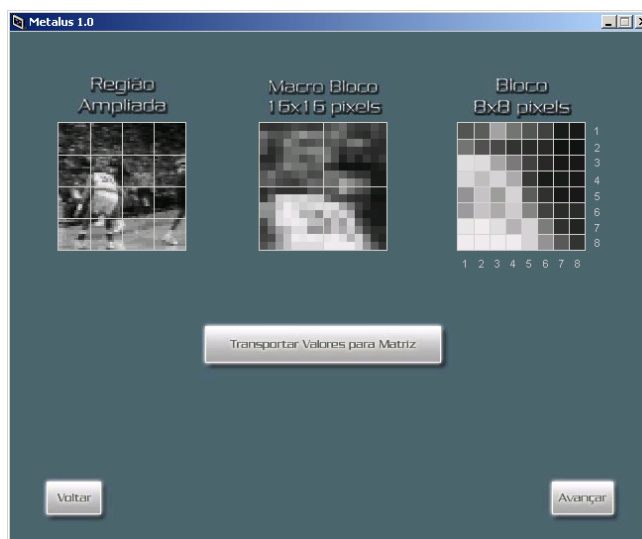 Metalus 1.0
Região
Ampliada
Macro Bloco
16x16 pixels
Bloco
8x8 pixels
1
2
3
4
5
6
7
8
1 2 3 4 5 6 7 8
Transportar Valores para Matriz
Voltar
Avançar